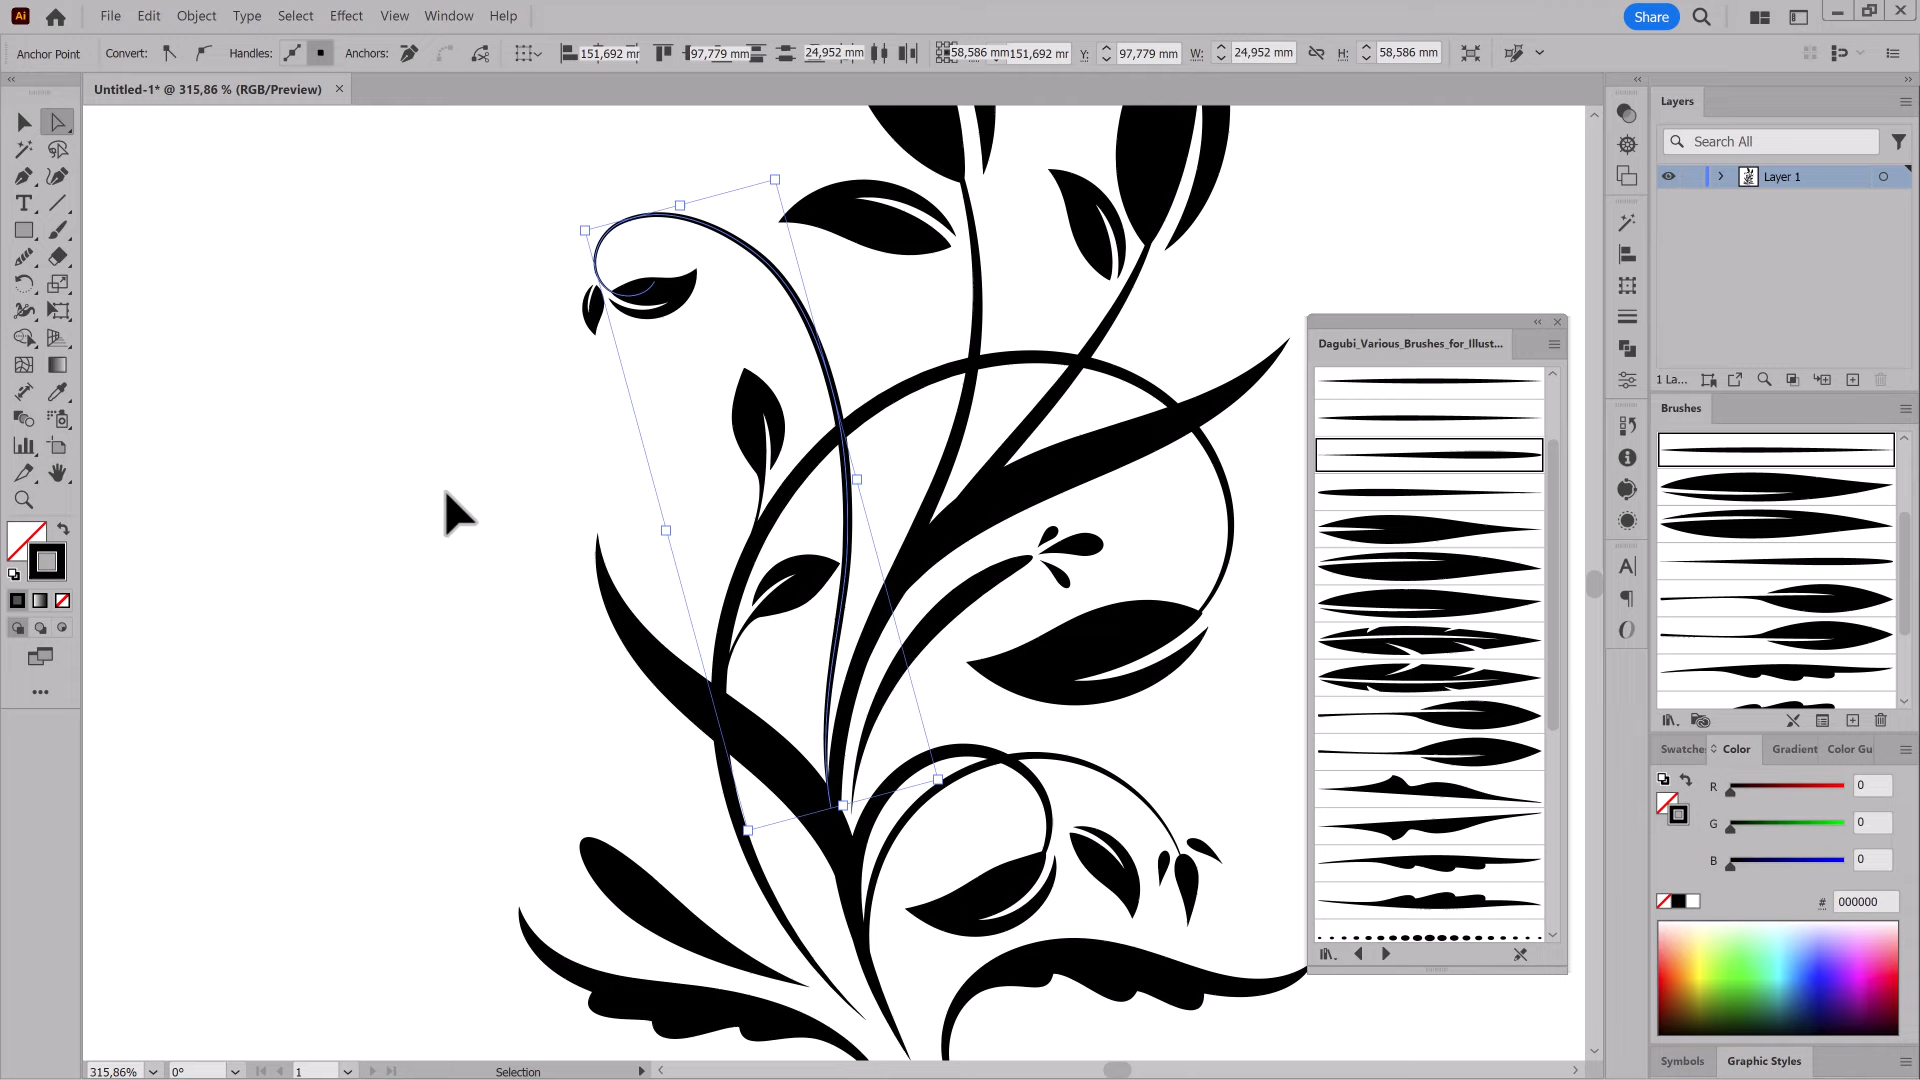 Ai File Edit Object Type Select Effect View Window Help Share
Anchor Point Convert: Handles: Anchors: 151,692 mr 97,779 mm 24,952 mm 58,586 mm 151,692 mr Y: 97,779 mm W: 24,952 mm H: 58,586 mm
Untitled-1* @ 315,86 % (RGB/Preview)
Layers
Search All
Layer 1
Dagubi_Various_Brushes_for_Illust...
1 La...
Brushes
Swatches Color Gradient Color Gu
R 0
G 0
B 0
# 000000
Symbols Graphic Styles
315,86% 0° 1 Selection